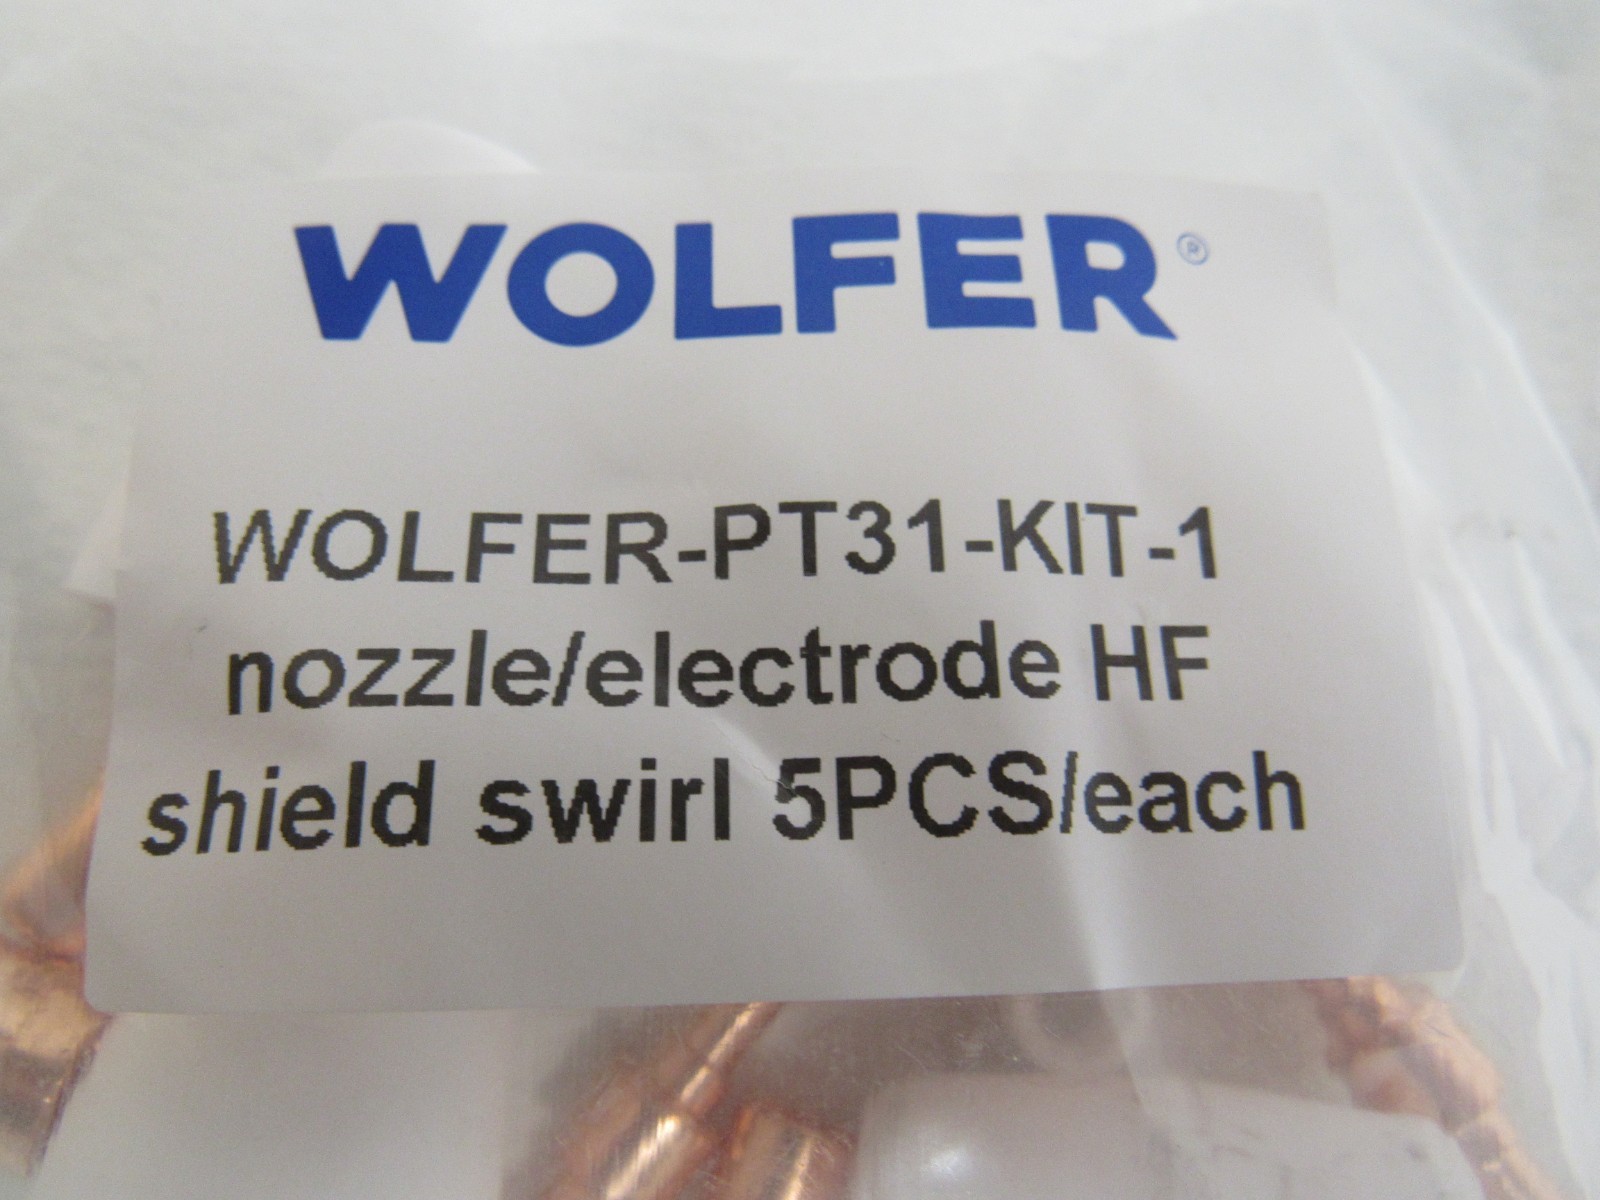 WOLFER®
WOLFER-PT31-KIT-1
nozzle/electrode HF
shield swirl 5PCS/each